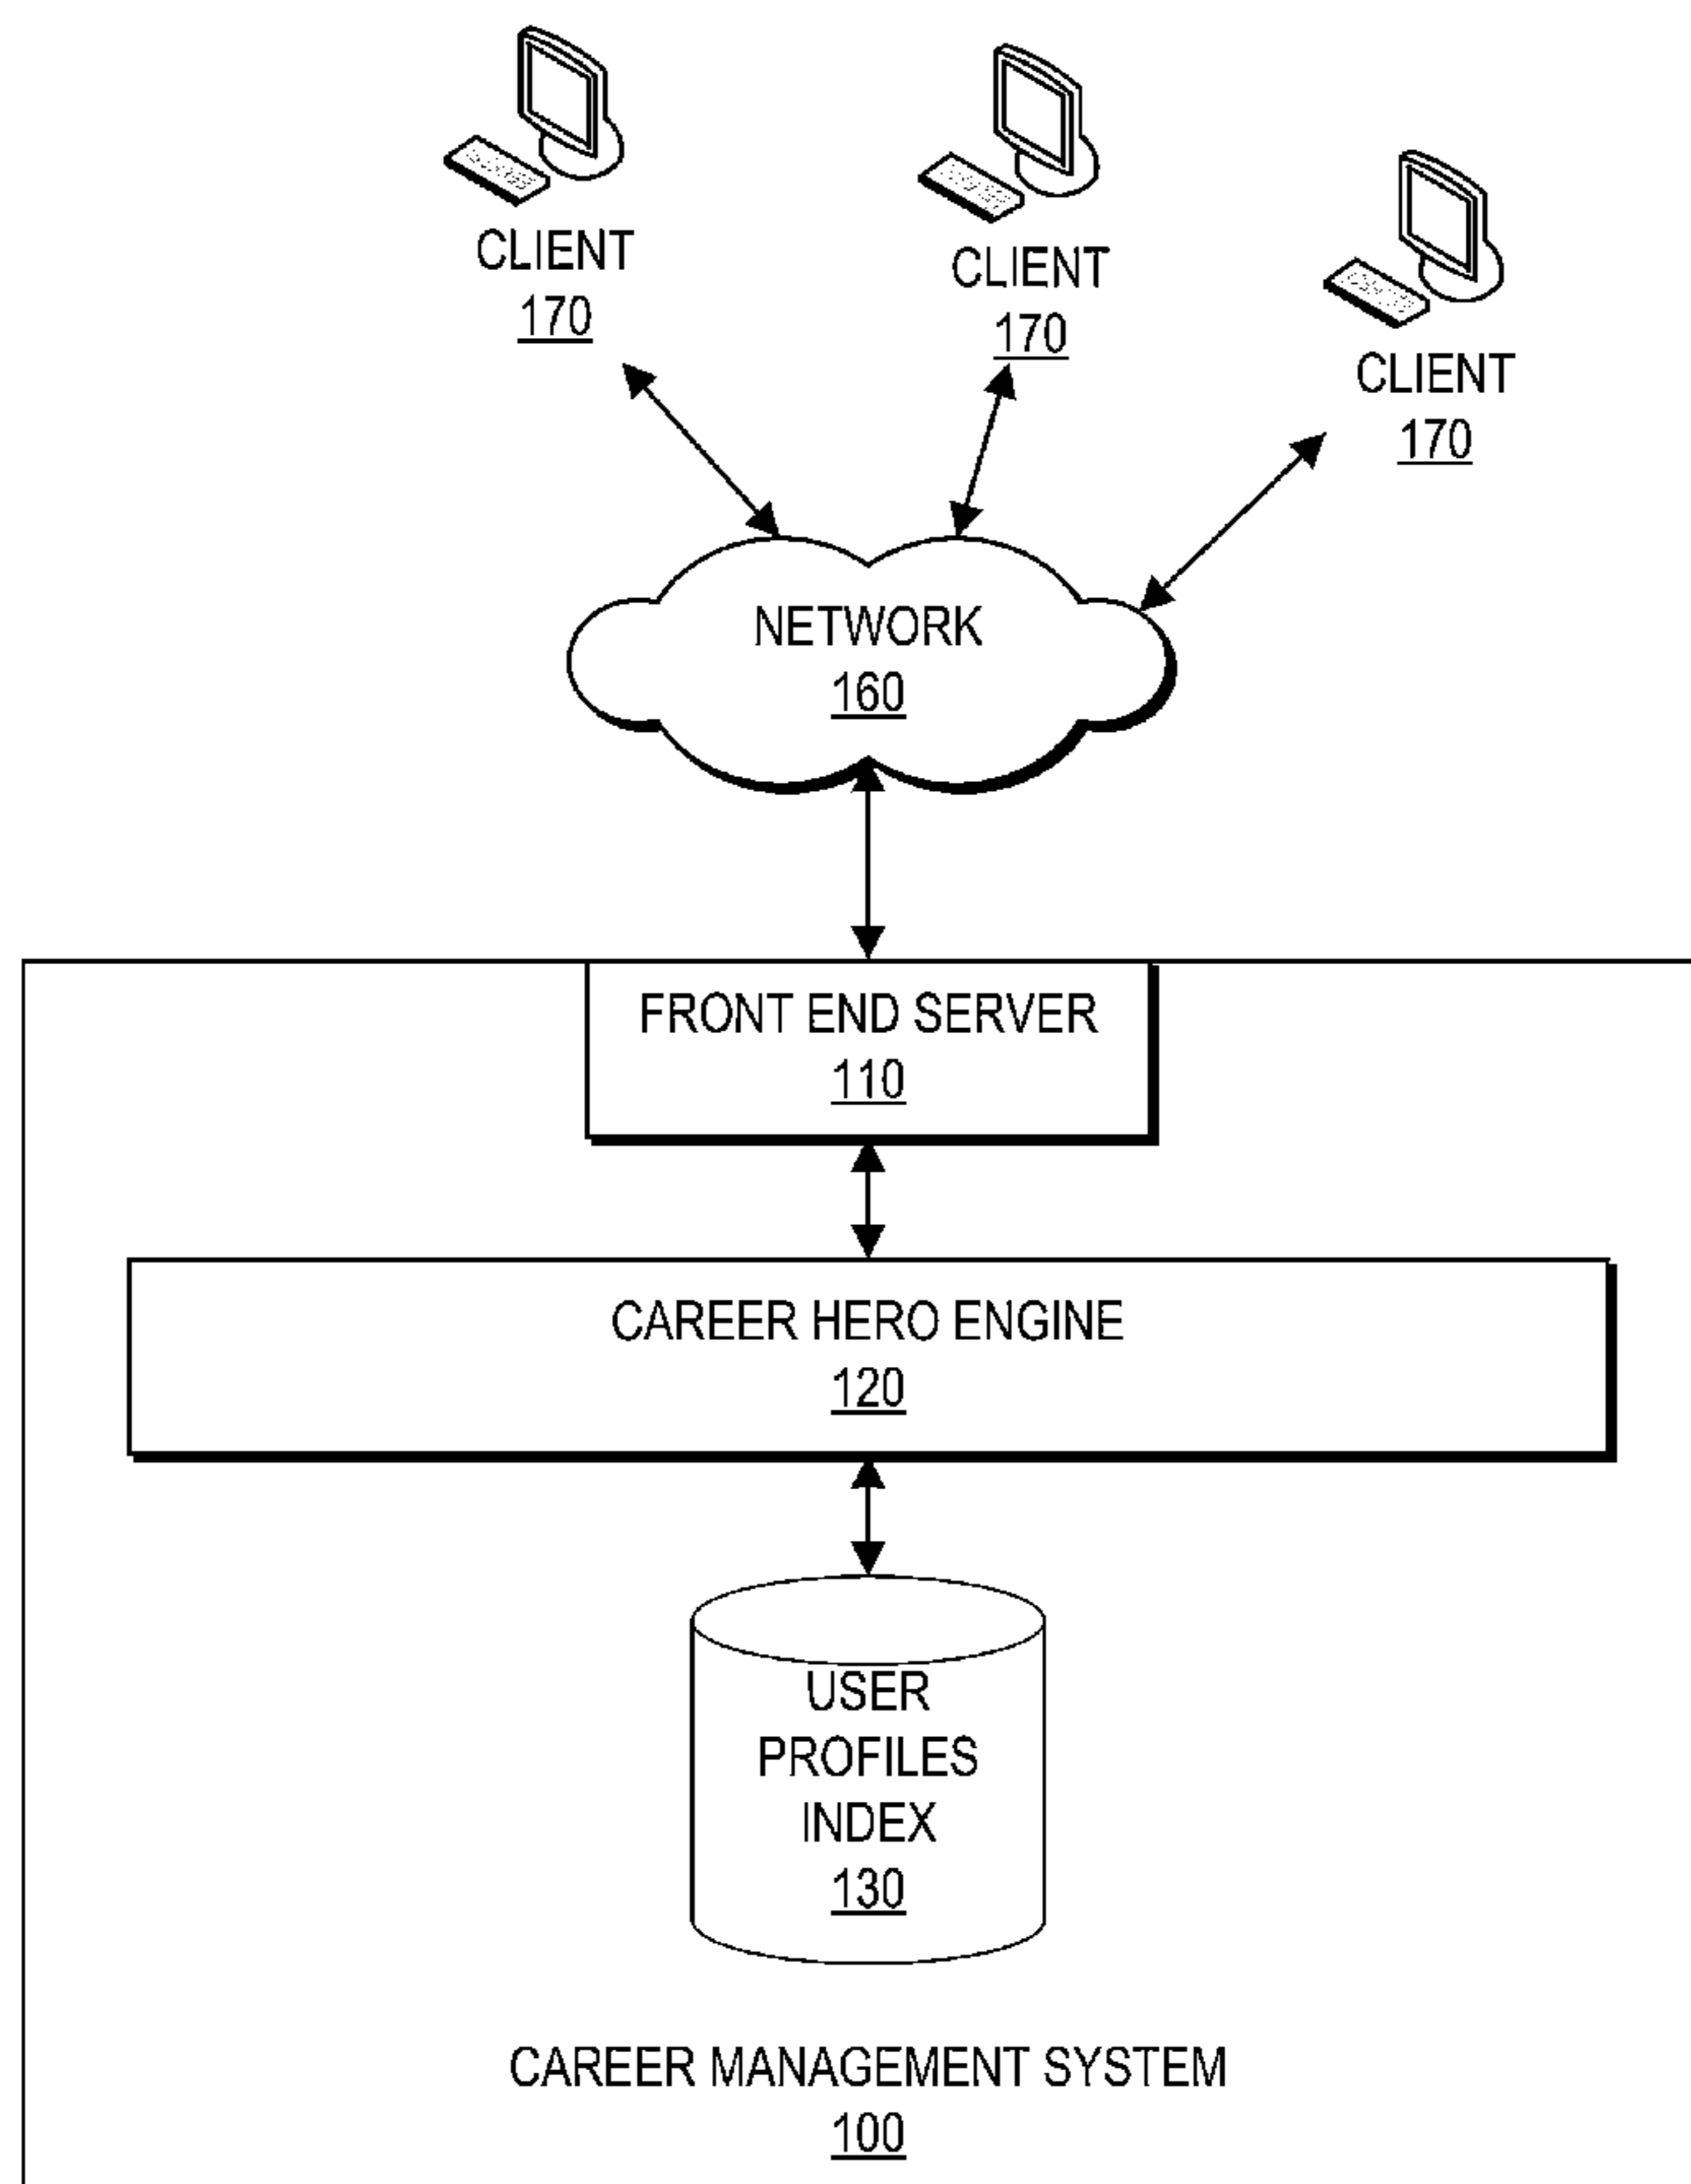 CLIENT
170
CLIENT
170
CLIENT
170
NETWORK
160
FRONT END SERVER
110
CAREER HERO ENGINE
120
USER
PROFILES
INDEX
130
CAREER MANAGEMENT SYSTEM
100